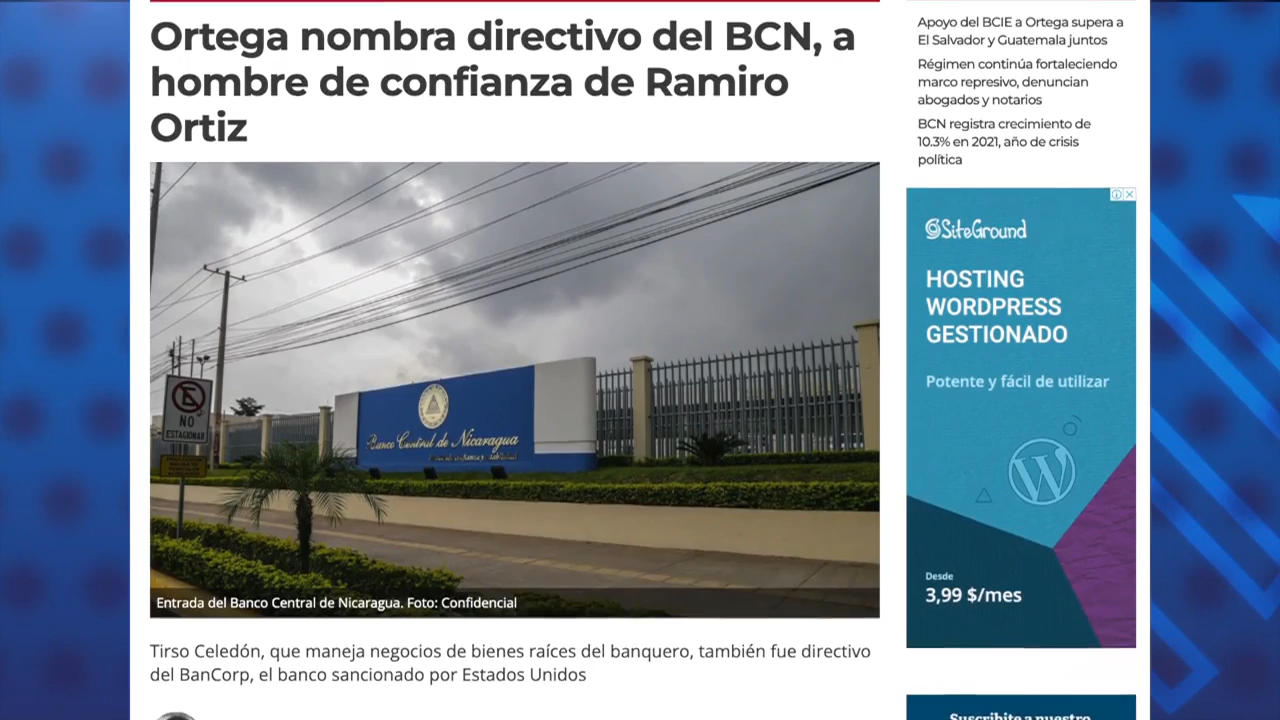 Ortega nombra directivo del BCN, a
hombre de confianza de Ramiro
Ortiz
NO
ESTACIONAR
Banco Central de Nicaragua
Entrada del Banco Central de Nicaragua. Foto: Confidencial
Tirso Celedón, que maneja negocios de bienes raíces del banquero, también fue directivo
del BanCorp, el banco sancionado por Estados Unidos
Apoyo del BCIE a Ortega supera a
El Salvador y Guatemala juntos
Régimen continúa fortaleciendo
marco represivo, denuncian
abogados y notarios
BCN registra crecimiento de
10.3% en 2021, año de crisis
política
SiteGround
HOSTING
WORDPRESS
GESTIONADO
Potente y fácil de utilizar
Desde
3,99 $/mes
Suscribite a nuestro